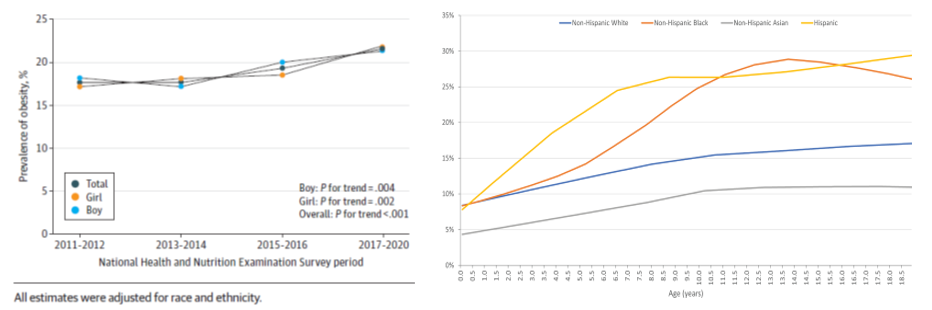 25
20
15
10
5
0
Prevalence of obesity, %
Total
Girl
Boy
Boy: P for trend=.004
Girl: P for trend=.002
Overall: P for trend<.001
2011-2012 2013-2014 2015-2016 2017-2020
National Health and Nutrition Examination Survey period
All estimates were adjusted for race and ethnicity.
Non-Hispanic White Non-Hispanic Black Non-Hispanic Asian Hispanic
35%
30%
25%
20%
15%
10%
5%
0%
0.0 0.5 1.0 1.5 2.0 2.5 3.0 3.5 4.0 4.5 5.0 5.5 6.0 6.5 7.0 7.5 8.0 8.5 9.0 9.5 10.0 10.5 11.0 11.5 12.0 12.5 13.0 13.5 14.0 14.5 15.0 15.5 16.0 16.5 17.0 17.5 18.0 18.5
Age (years)